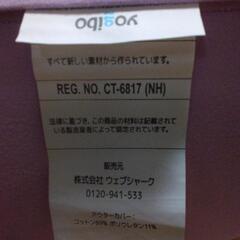 yogibo
すべて新しい素材から作られています。
REG. NO. CT-6817 (NH)
法律に基づき、この商品の材料は記載されて
いる製造業者によって認定されています。
販売元
株式会社 ウェブシャーク
0120-941-533
アウターカバー:
コットン89% ポリウレタン11%